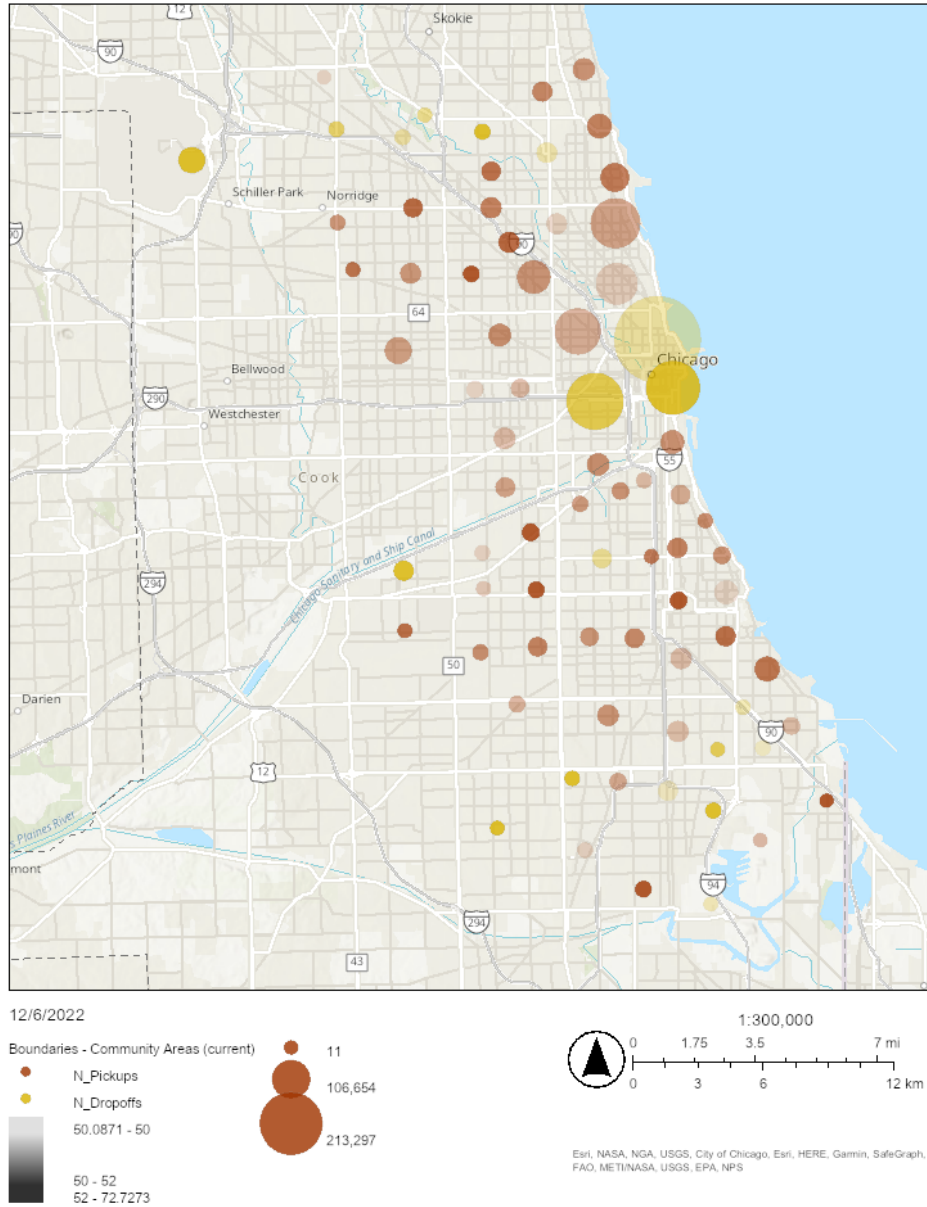 12
Skokie
90
Schiller Park
Norridge
90
90
64
Chicago
Bellwood
290
Westchester
55
Cook
Chicago Sanitary and Ship Canal
294
50
Darien
90
12
Plaines River
mont
94
294
43
12/6/2022
Boundaries - Community Areas (current)
N_Pickups
N_Dropoffs
50.0871 - 50
50 - 52
52 - 72.7273
11
106,654
213,297
1:300,000
0 1.75 3.5 7 mi
0 3 6 12 km
Esri, NASA, NGA, USGS, City of Chicago, Esri, HERE, Garmin, SafeGraph,
FAO, METI/NASA, USGS, EPA, NPS